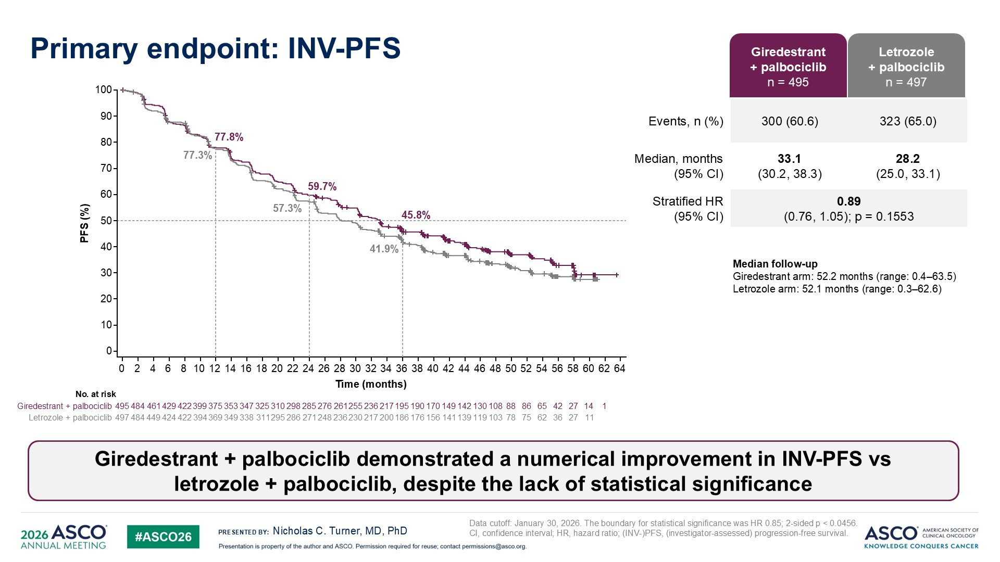 Primary endpoint: INV-PFS
Giredestrant
+ palbociclib
n = 495
Letrozole
+ palbociclib
n = 497
Events, n (%)
300 (60.6)
323 (65.0)
Median, months
(95% CI)
33.1
(30.2, 38.3)
28.2
(25.0, 33.1)
Stratified HR
(95% CI)
0.89
(0.76, 1.05); p = 0.1553
Median follow-up
Giredestrant arm: 52.2 months (range: 0.4–63.5)
Letrozole arm: 52.1 months (range: 0.3–62.6)
PFS (%)
100
90
80
70
60
50
40
30
20
10
0
77.8%
77.3%
59.7%
57.3%
45.8%
41.9%
0 2 4 6 8 10 12 14 16 18 20 22 24 26 28 30 32 34 36 38 40 42 44 46 48 50 52 54 56 58 60 62 64
Time (months)
No. at risk
Giredestrant + palbociclib 495 484 461 429 422 399 375 353 347 325 310 298 285 276 261 255 236 217 195 190 170 149 142 130 108 88 86 65 42 27 14 1
Letrozole + palbociclib 497 484 449 424 422 394 369 349 338 311 295 286 271 248 236 230 217 200 186 176 156 141 139 119 103 78 75 62 36 27 11
Giredestrant + palbociclib demonstrated a numerical improvement in INV-PFS vs
letrozole + palbociclib, despite the lack of statistical significance
2026 ASCO
ANNUAL MEETING
#ASCO26
PRESENTED BY: Nicholas C. Turner, MD, PhD
Presentation is property of the author and ASCO. Permission required for reuse; contact permissions@asco.org.
Data cutoff: January 30, 2026. The boundary for statistical significance was HR 0.85; 2-sided p < 0.0456.
CI, confidence interval; HR, hazard ratio; (INV-)PFS, (investigator-assessed) progression-free survival.
ASCO AMERICAN SOCIETY OF
CLINICAL ONCOLOGY
KNOWLEDGE CONQUERS CANCER